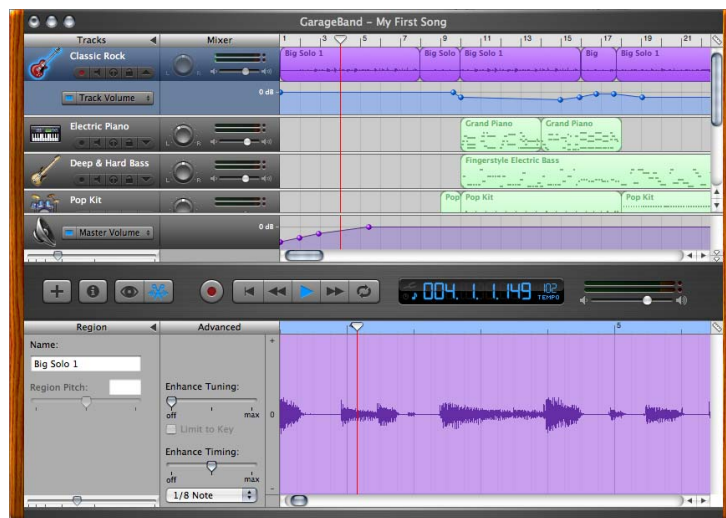 GarageBand – My First Song
Tracks Mixer 1 3 5 7 9 11 13 15 17 19 21
Classic Rock
Big Solo 1 Big Solo Big Solo 1 Big Big Solo 1
L R
Track Volume
0 dB
Electric Piano
Grand Piano Grand Piano
L R
Deep & Hard Bass
Fingerstyle Electric Bass
L R
Pop Kit
Pop Pop Kit Pop Kit
Master Volume
0 dB
004. 1. 1. 149 102
TEMPO
Region Advanced 5
Name:
Big Solo 1
Region Pitch:
Enhance Tuning:
off max
Limit to Key
0
Enhance Timing:
off max
1/8 Note